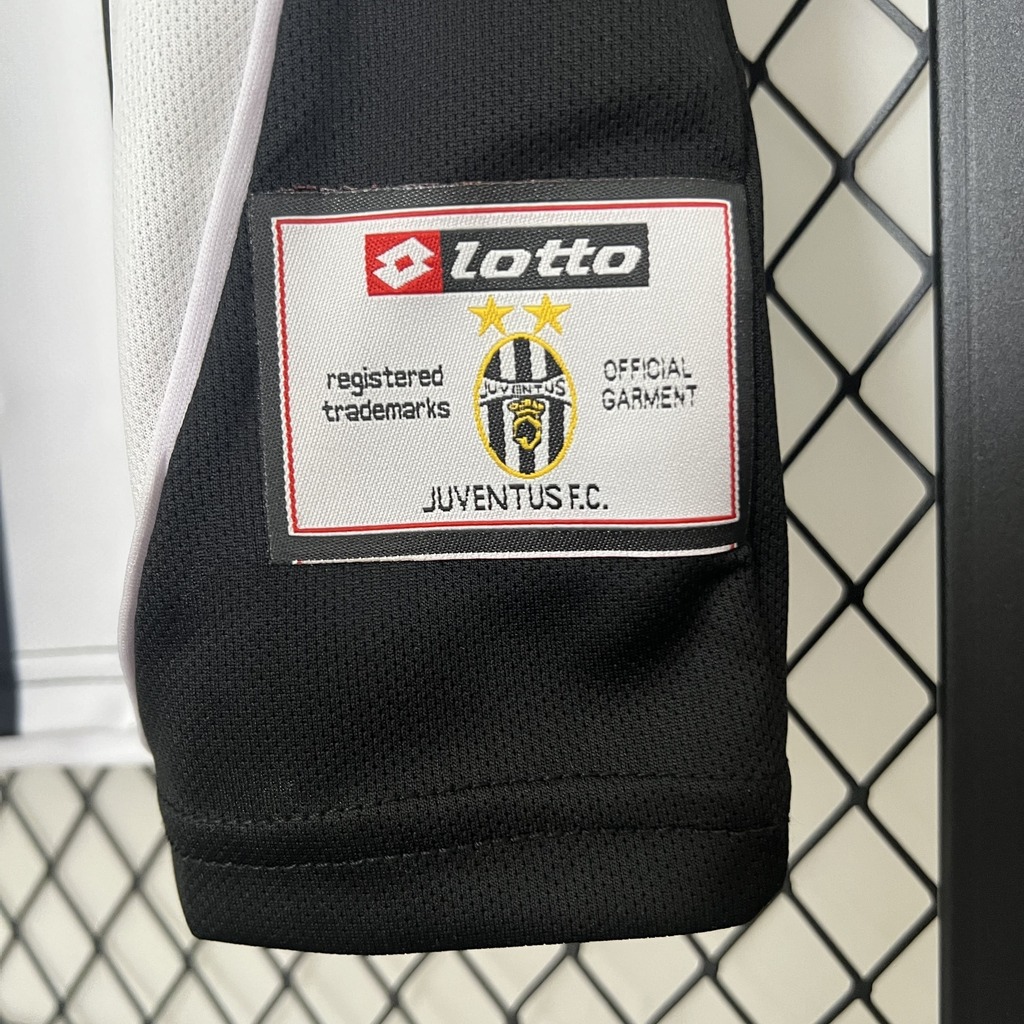 lotto
registered
trademarks
OFFICIAL
GARMENT
JUVENTUS
JUVENTUS F.C.